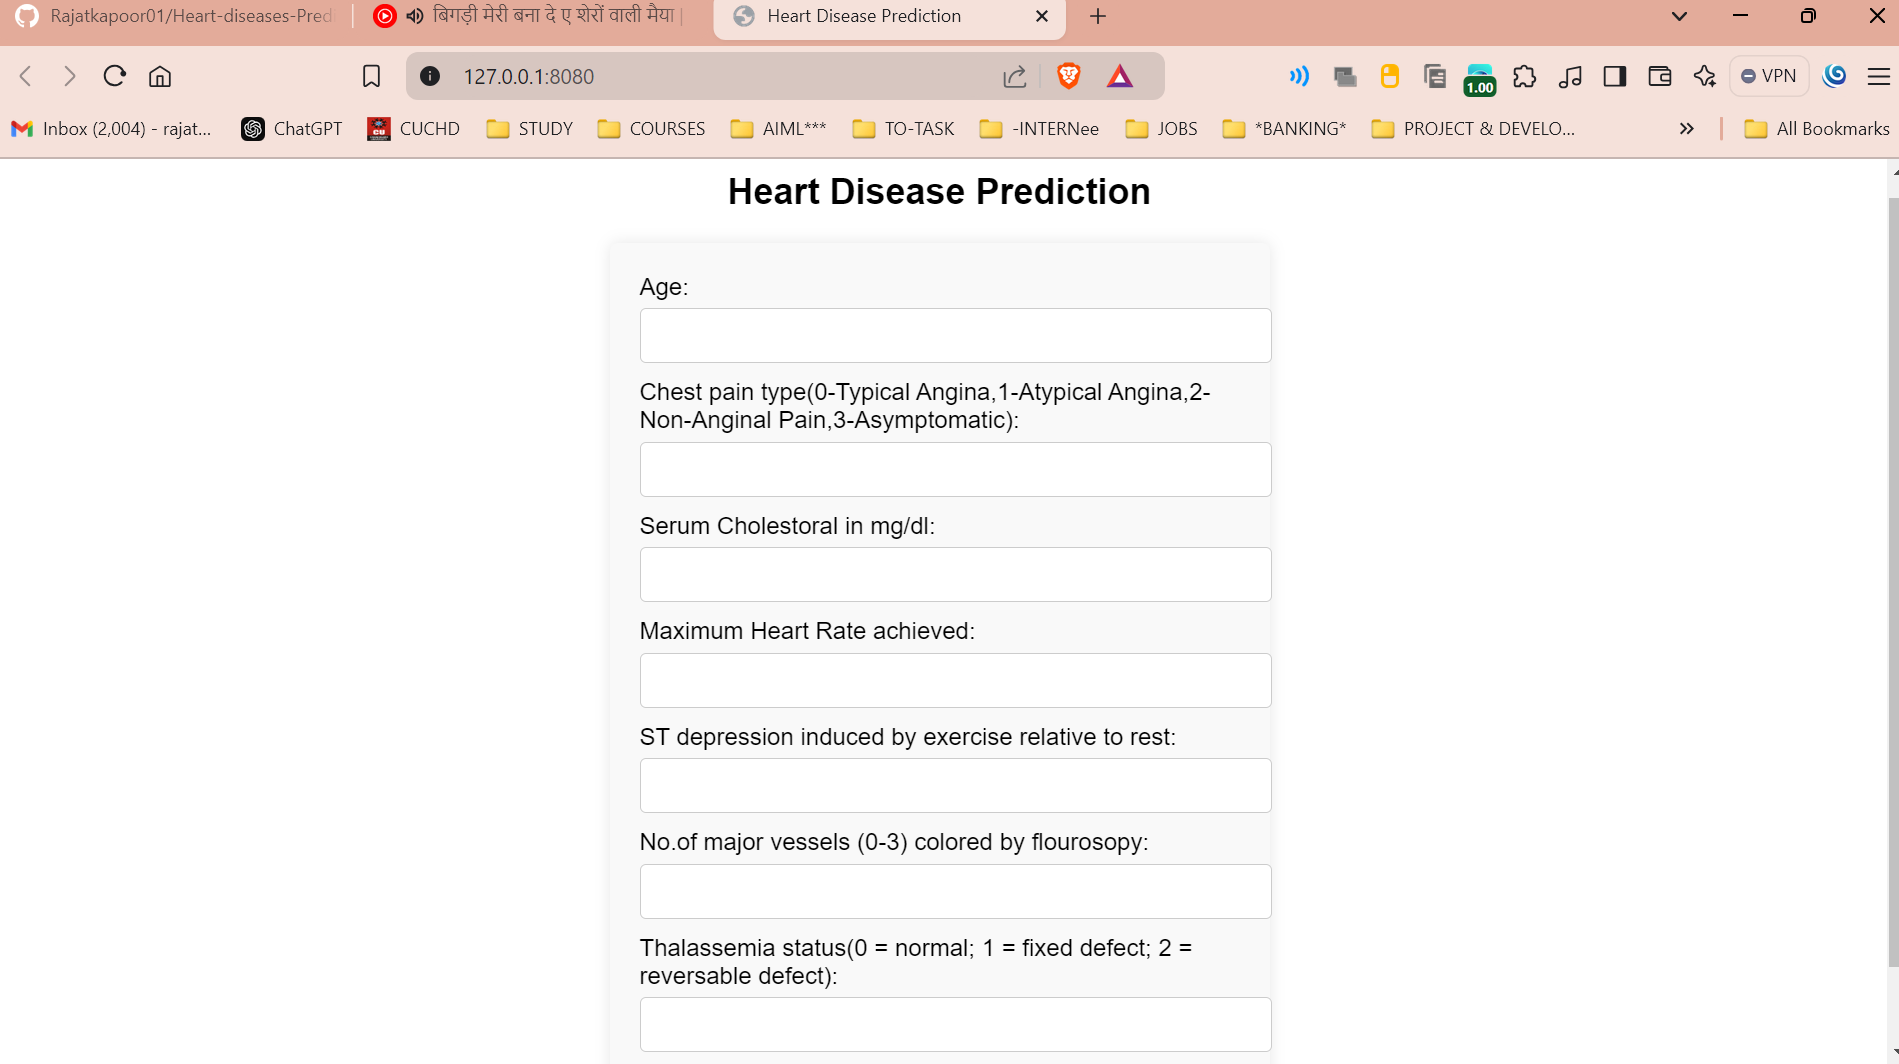 Rajatkapoor01/Heart-diseases-Pred
बिगड़ी मेरी बना दे ए शेरों वाली मैया |
Heart Disease Prediction
127.0.0.1:8080
1.00
VPN
Inbox (2,004) - rajat...
ChatGPT
CU
CUCHD
STUDY
COURSES
AIML***
TO-TASK
-INTERNee
JOBS
*BANKING*
PROJECT & DEVELO...
All Bookmarks
Heart Disease Prediction
Age:
Chest pain type(0-Typical Angina,1-Atypical Angina,2-
Non-Anginal Pain,3-Asymptomatic):
Serum Cholestoral in mg/dl:
Maximum Heart Rate achieved:
ST depression induced by exercise relative to rest:
No.of major vessels (0-3) colored by flourosopy:
Thalassemia status(0 = normal; 1 = fixed defect; 2 =
reversable defect):